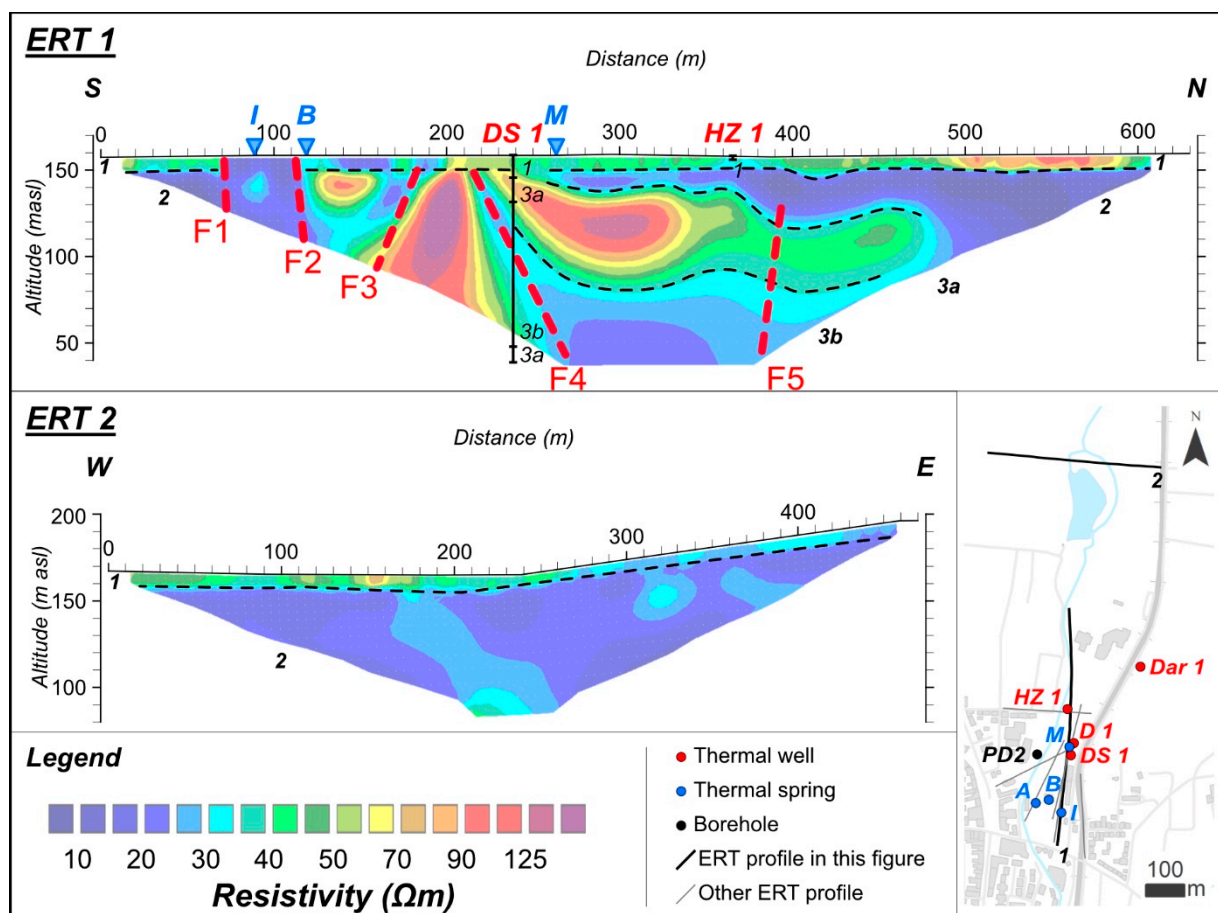 ERT 1
Distance (m)
S
N
I
B
DS 1
M
HZ 1
0
100
200
300
400
500
600
Altitude (masl)
150
100
50
150
100
50
1
2
1
3a
3b
3a
1
1
2
3a
3b
F1
F2
F3
F4
F5
ERT 2
Distance (m)
W
E
200
150
100
Altitude (m asl)
0
100
200
300
400
1
2
Legend
10 20 30 40 50 70 90 125
Resistivity (Ωm)
Thermal well
Thermal spring
Borehole
ERT profile in this figure
Other ERT profile
N
2
Dar 1
HZ 1
M
D 1
PD2
DS 1
A
B
I
1
100
m